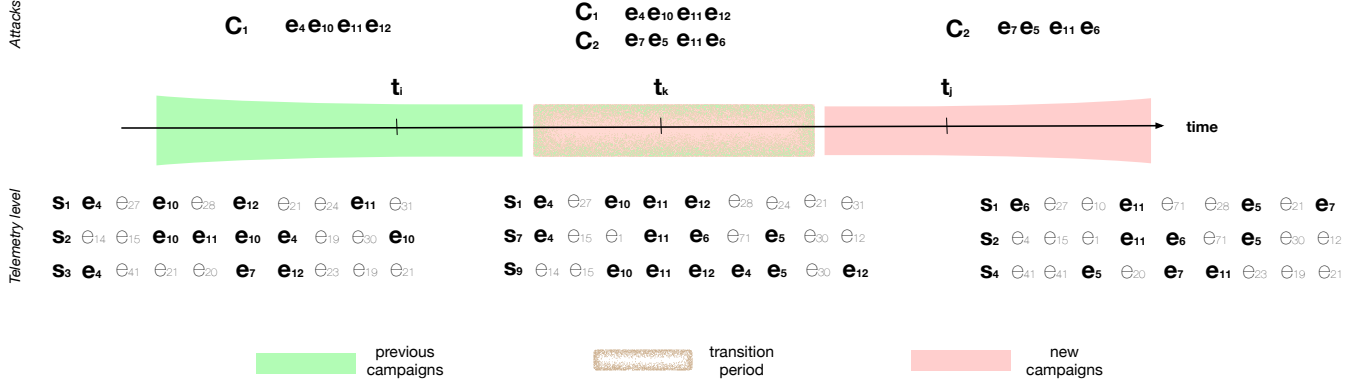 Attacks
C1 e4 e10 e11 e12
C1 e4 e10 e11 e12
C2 e7 e5 e11 e6
C2 e7 e5 e11 e6
ti
tk
tj
time
Telemetry level
s1 e4 e27 e10 e28 e12 e21 e24 e11 e31
s2 e14 e15 e10 e11 e10 e4 e19 e30 e10
s3 e4 e41 e21 e20 e7 e12 e23 e19 e21
s1 e4 e27 e10 e11 e12 e28 e24 e21 e31
s7 e4 e15 e1 e11 e6 e71 e5 e30 e12
s9 e14 e15 e10 e11 e12 e4 e5 e30 e12
s1 e6 e27 e10 e11 e71 e28 e5 e21 e7
s2 e4 e15 e1 e11 e6 e71 e5 e30 e12
s4 e41 e41 e5 e20 e7 e11 e23 e19 e21
previous
campaigns
transition
period
new
campaigns